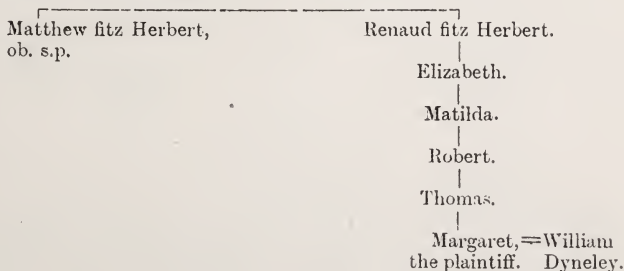 Matthew fitz Herbert,
ob. s.p.
Renaud fitz Herbert.
Elizabeth.
Matilda.
Robert.
Thomas.
Margaret,=William
the plaintiff. Dyneley.